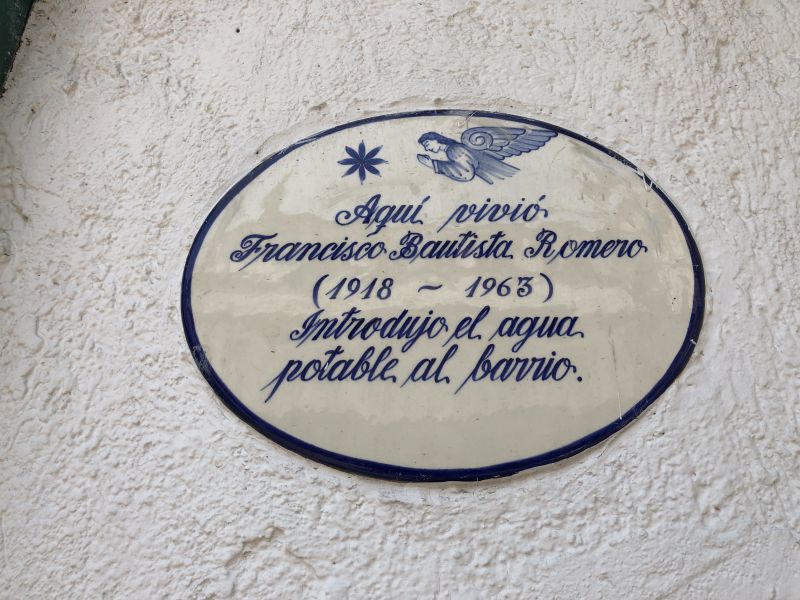 Aquí vivió
Francisco Bautista Romero
(1918 ~ 1963)
Introdujo el agua
potable al barrio.